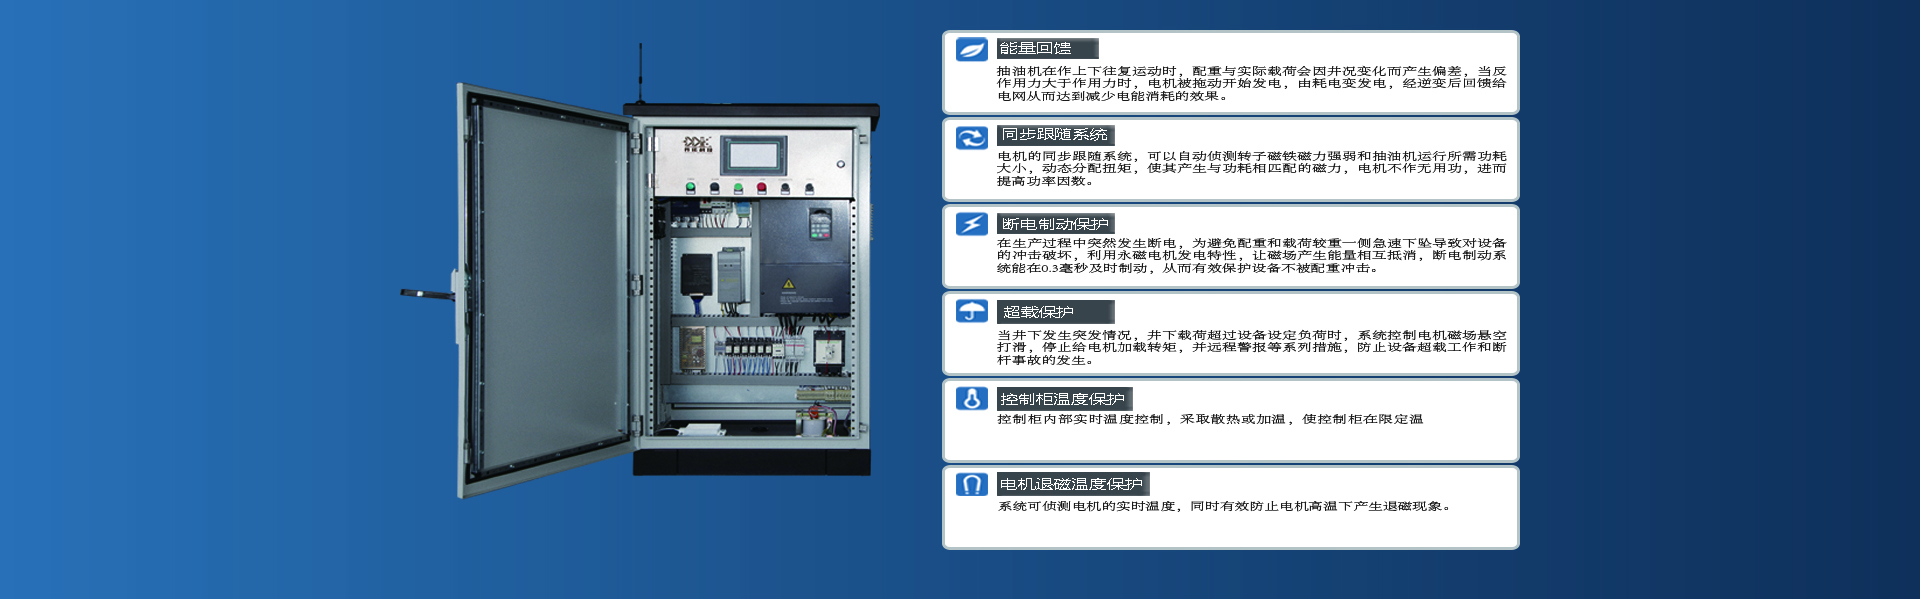 能量回馈
抽油机在作上下往复运动时，配重与实际载荷会因井况变化而产生偏差，当反
作用力大于作用力时，电机被拖动开始发电，由耗电变发电，经逆变后回馈给
电网从而达到减少电能消耗的效果。
同步跟随系统
电机的同步跟随系统，可以自动侦测转子磁铁磁力强弱和抽油机运行所需功耗
大小，动态分配扭矩，使其产生与功耗相匹配的磁力，电机不作无用功，进而
提高功率因数。
断电制动保护
在生产过程中突然发生断电，为避免配重和载荷较重一侧急速下坠导致对设备
的冲击破坏，利用永磁电机发电特性，让磁场产生能量相互抵消，断电制动系
统能在0.3毫秒及时制动，从而有效保护设备不被配重冲击。
超载保护
当井下发生突发情况，井下载荷超过设备设定负荷时，系统控制电机磁场悬空
打滑，停止给电机加载转矩，并远程警报等系列措施，防止设备超载工作和断
杆事故的发生。
控制柜温度保护
控制柜内部实时温度控制，采取散热或加温，使控制柜在限定温
电机退磁温度保护
系统可侦测电机的实时温度，同时有效防止电机高温下产生退磁现象。